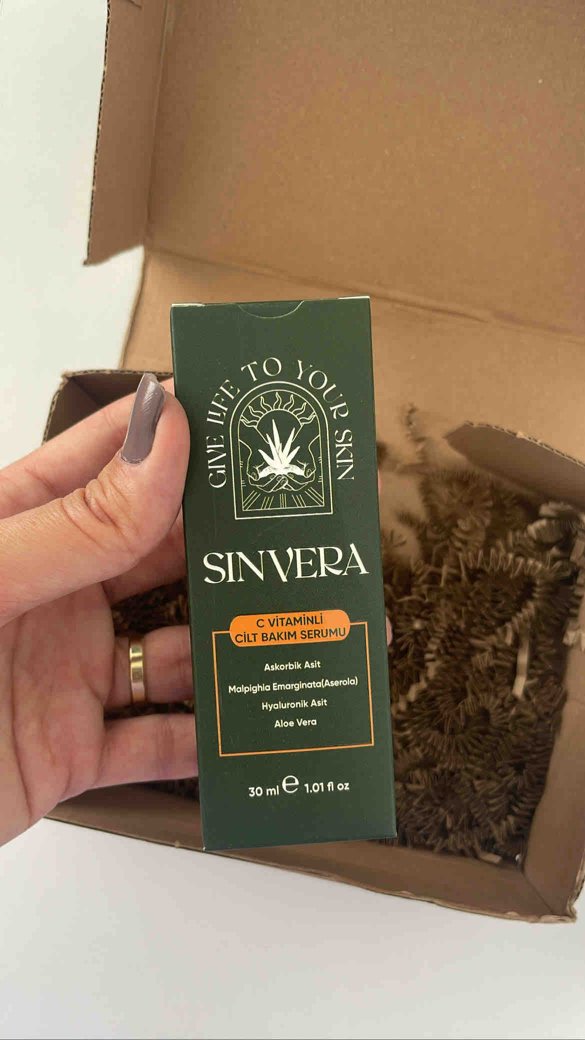 GIVE LIFE TO YOUR SKIN
SINVERA
C VİTAMİNLİ
CİLT BAKIM SERUMU
Askorbik Asit
Malpighia Emarginata(Aserola)
Hyaluronik Asit
Aloe Vera
30 ml e 1.01 fl oz